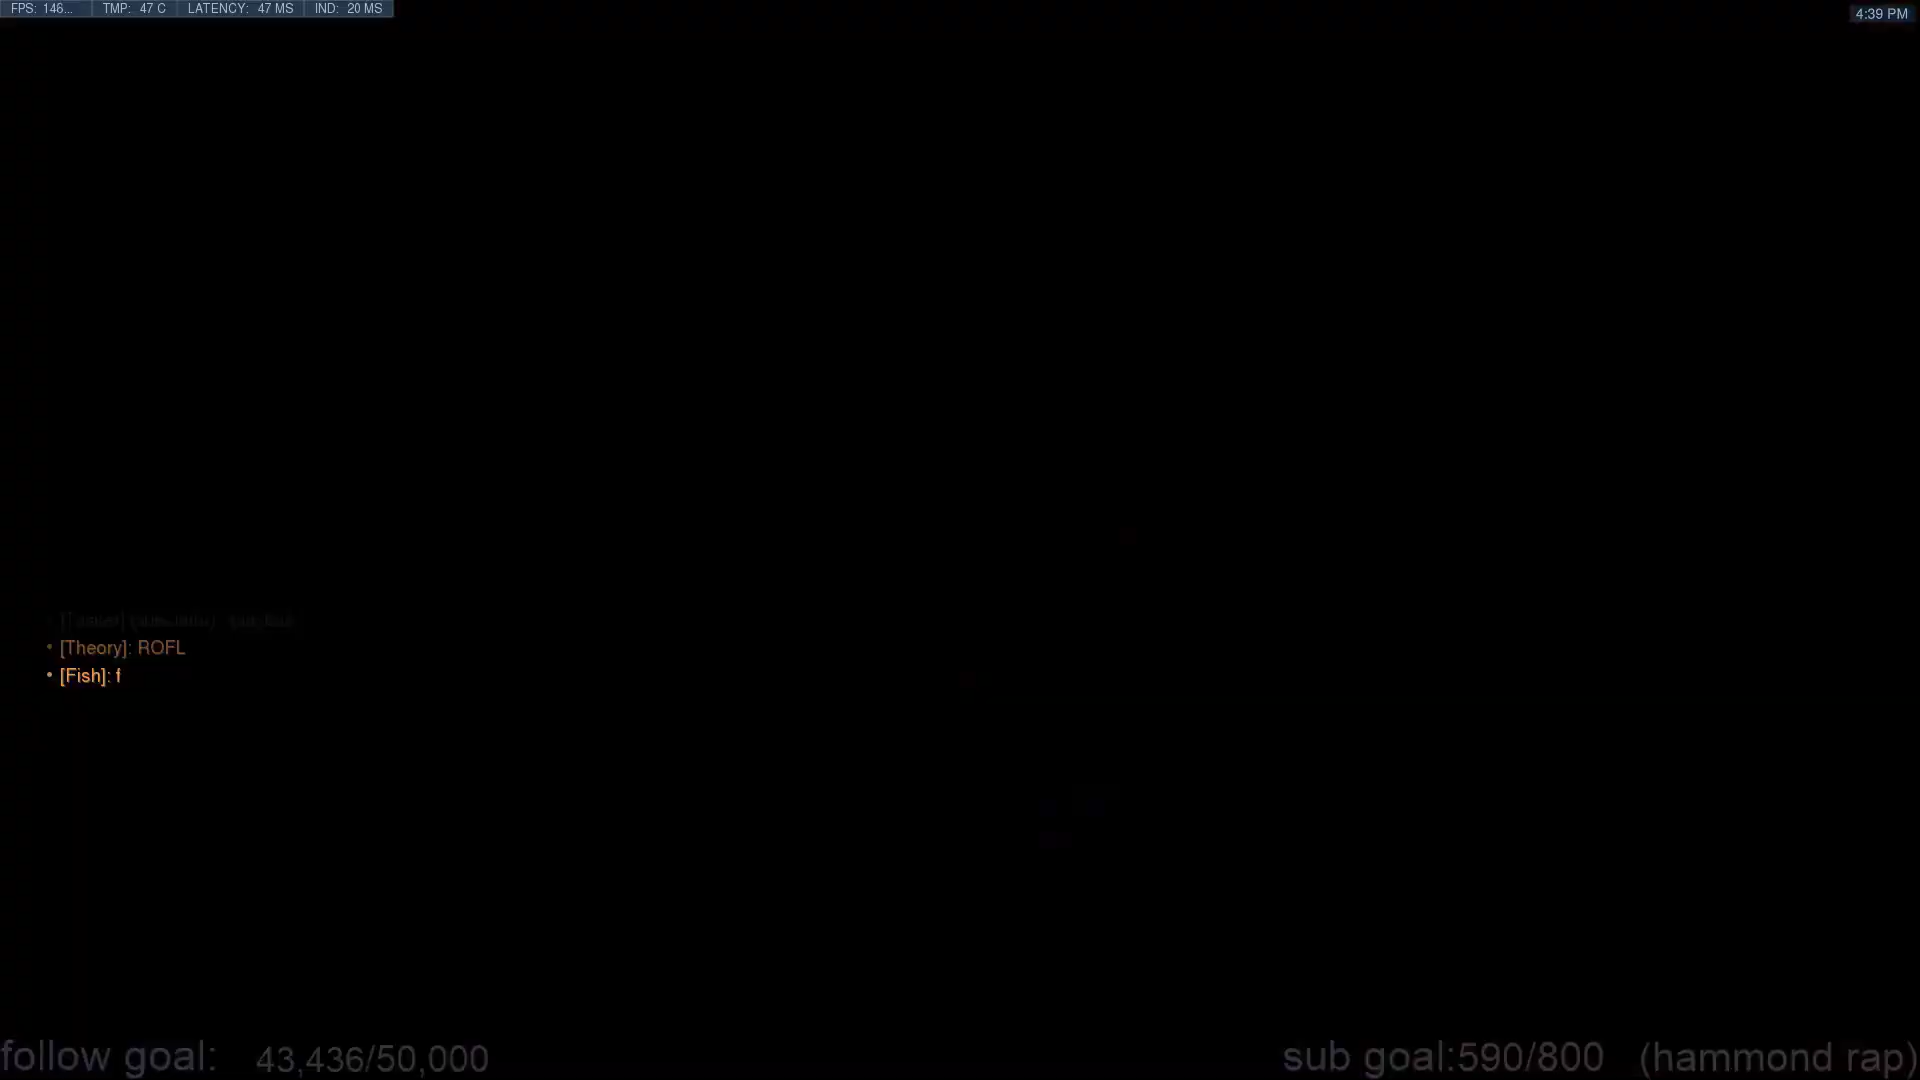 FPS: 146... TMP: 47 C LATENCY: 47 MS IND: 20 MS
4:39 PM
[Theory]: ROFL
[Fish]: f
follow goal: 43,436/50,000
sub goal:590/800 (hammond rap)